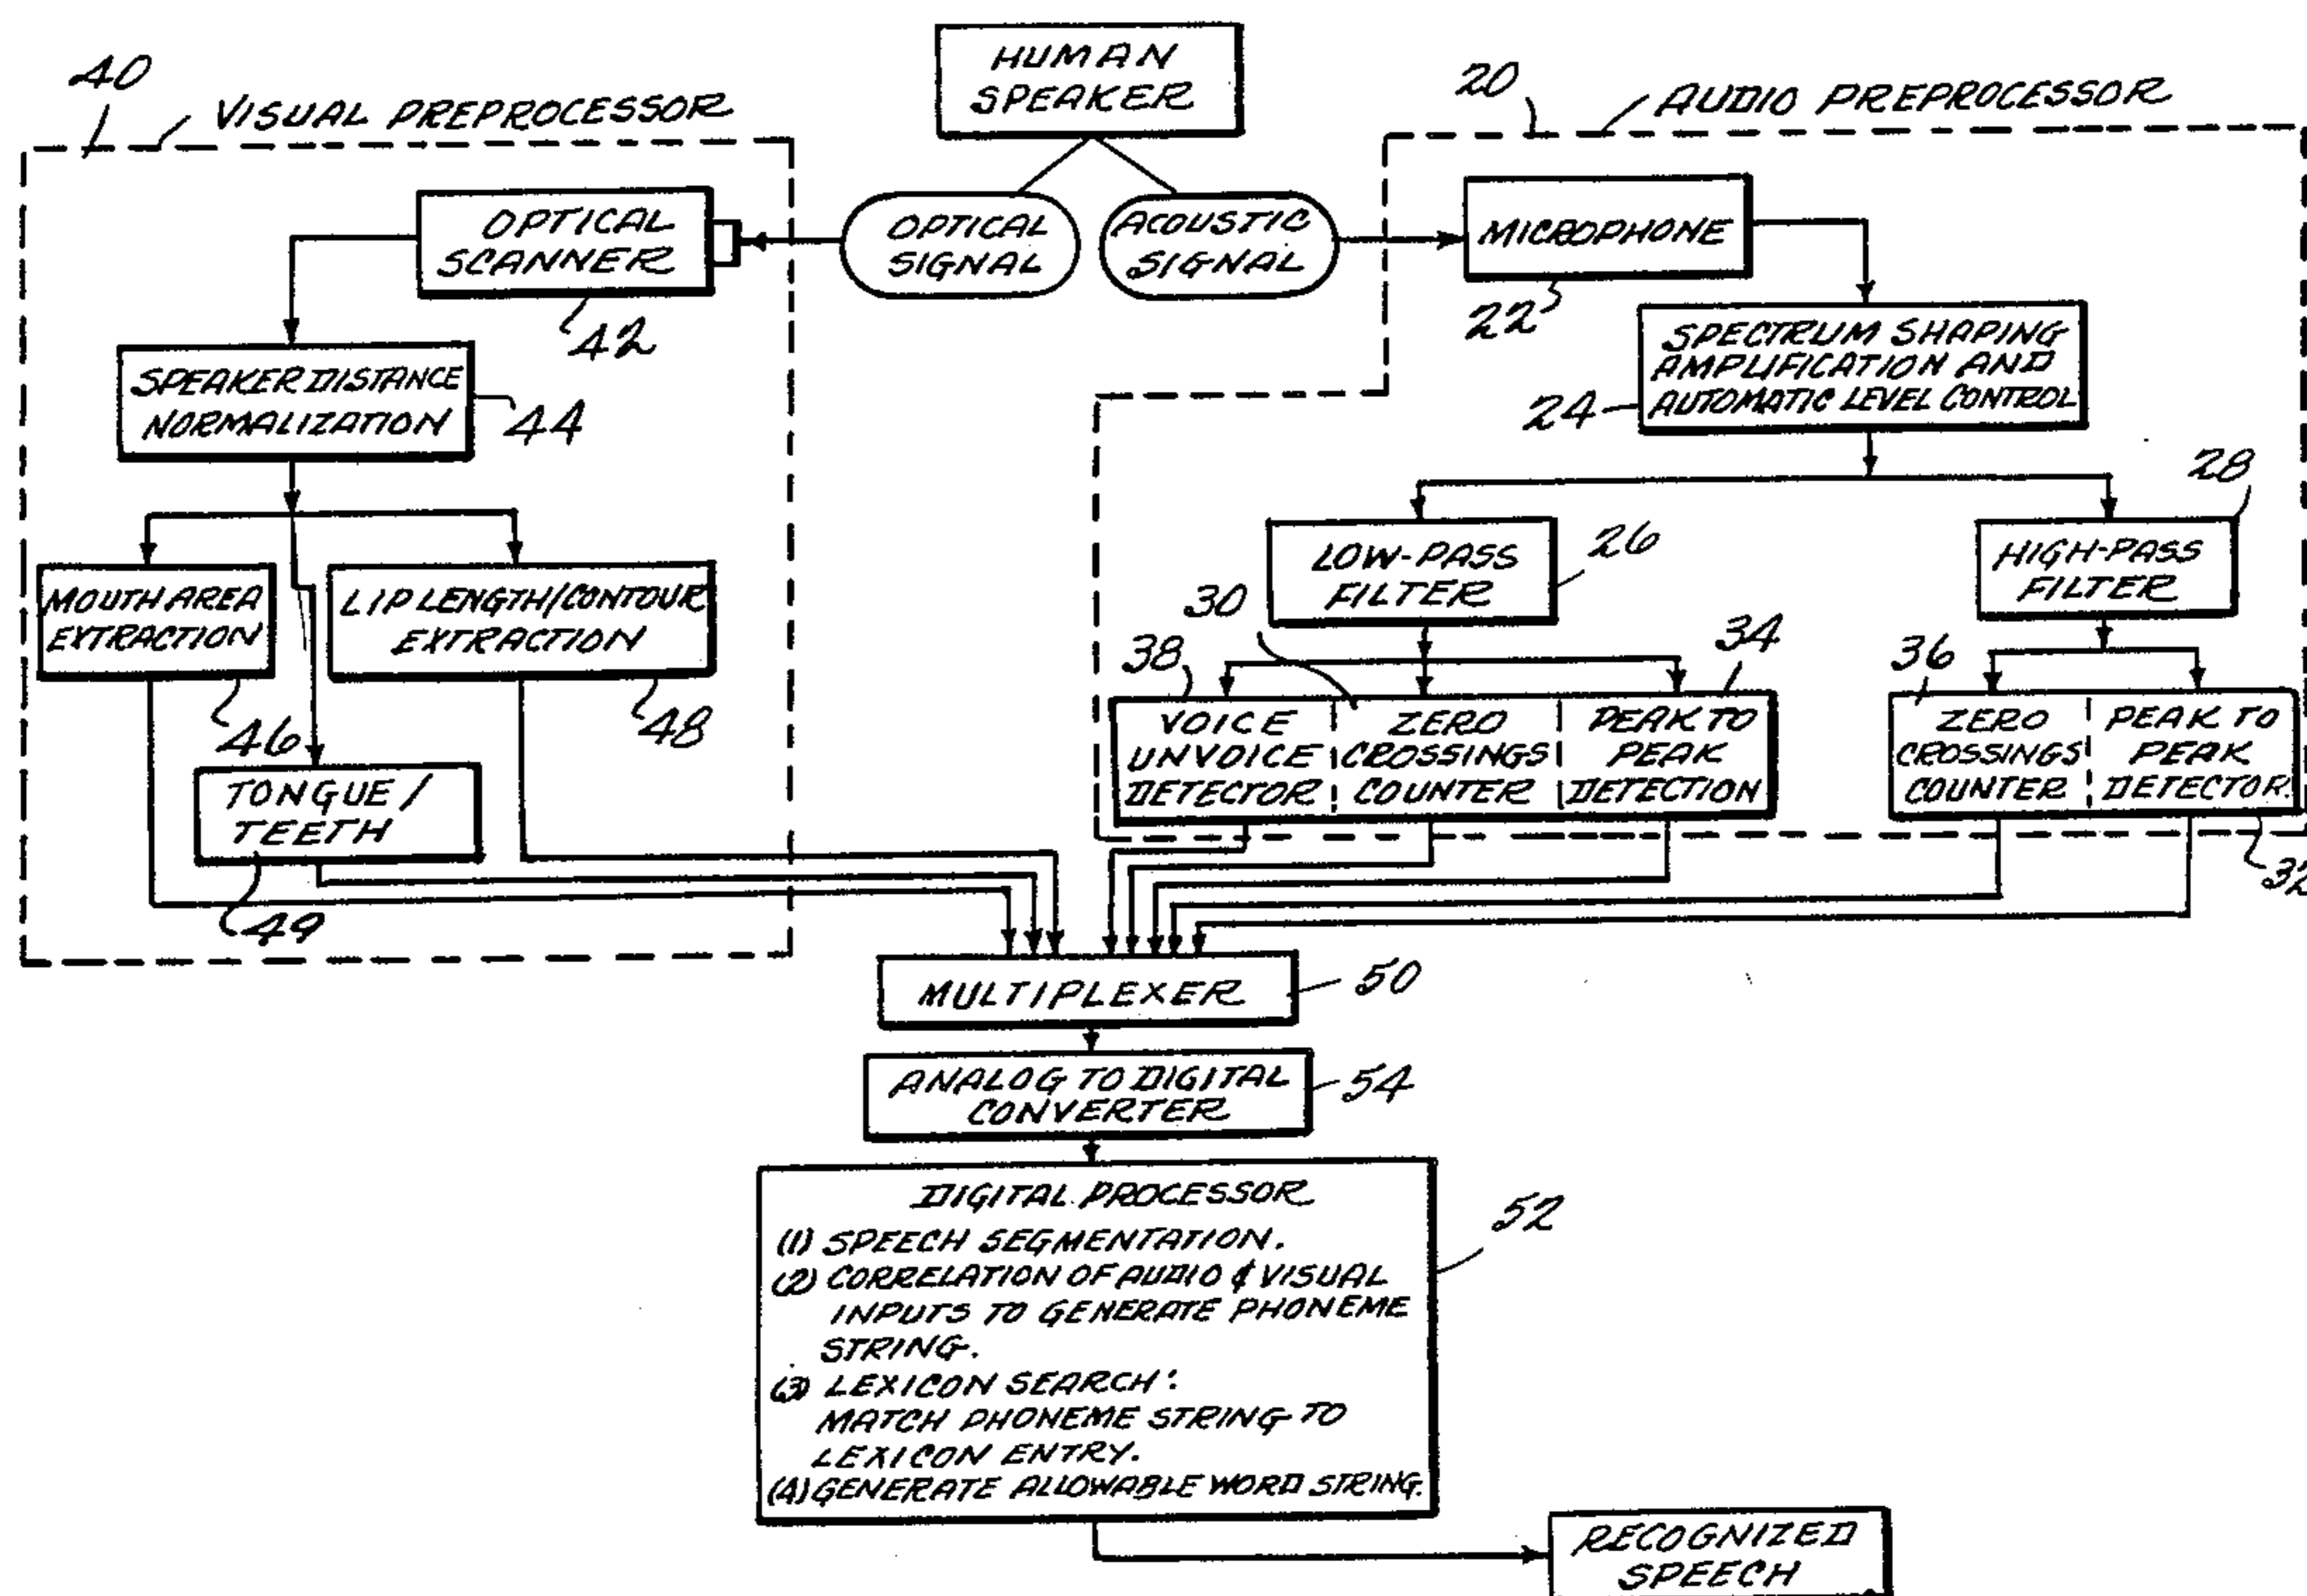 HUMAN
SPEAKER
40
VISUAL PREPROCESSOR
20
AUDIO PREPROCESSOR
OPTICAL
SCANNER
42
OPTICAL
SIGNAL
ACOUSTIC
SIGNAL
MICROPHONE
22
SPEAKER DISTANCE
NORMALIZATION
44
SPECTRUM SHAPING
AMPLIFICATION AND
AUTOMATIC LEVEL CONTROL
24
MOUTH AREA
EXTRACTION
46
LIP LENGTH/CONTOUR
EXTRACTION
48
TONGUE/
TEETH
49
LOW-PASS
FILTER
26
HIGH-PASS
FILTER
28
30
38
34
36
VOICE
UNVOICE
DETECTOR
ZERO
CROSSINGS
COUNTER
PEAK TO
PEAK
DETECTION
ZERO
CROSSINGS
COUNTER
PEAK TO
PEAK
DETECTOR.
32
MULTIPLEXER
50
ANALOG TO DIGITAL
CONVERTER
54
DIGITAL PROCESSOR
(1) SPEECH SEGMENTATION.
(2) CORRELATION OF AUDIO & VISUAL
INPUTS TO GENERATE PHONEME
STRING.
(3) LEXICON SEARCH:
MATCH PHONEME STRING TO
LEXICON ENTRY.
(4) GENERATE ALLOWABLE WORD STRING.
52
RECOGNIZED
SPEECH